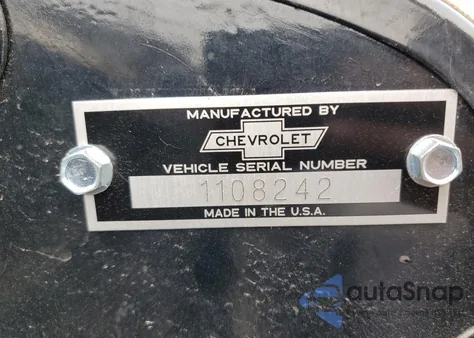 MANUFACTURED BY
CHEVROLET
VEHICLE SERIAL NUMBER
1108242
MADE IN THE U.S.A.
autoSnap